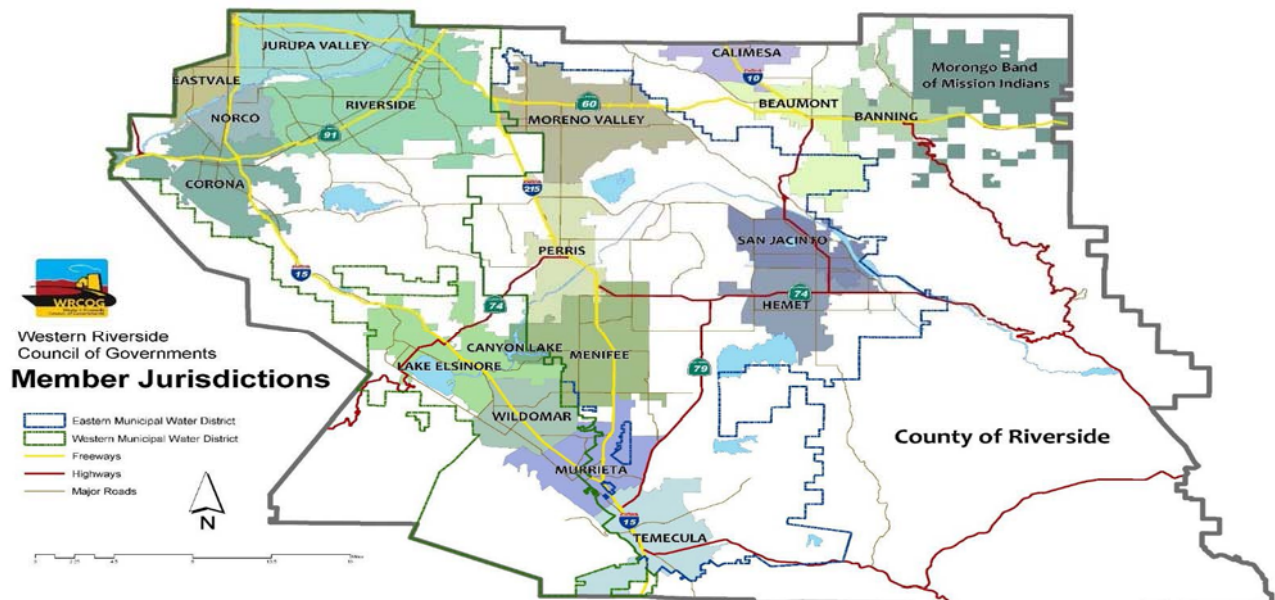 JURUPA VALLEY
EASTVALE
RIVERSIDE
NORCO
91
CORONA
CALIMESA
10
Morongo Band
of Mission Indians
60
BEAUMONT
BANNING
MORENO VALLEY
215
PERRIS
SAN JACINTO
15
74
74
HEMET
CANYON LAKE
MENIFEE
LAKE ELSINORE
79
WILDOMAR
County of Riverside
MURRIETA
15
TEMECULA
WRCOG
Western Riverside
Council of Governments
Member Jurisdictions
Eastern Municipal Water District
Western Municipal Water District
Freeways
Highways
Major Roads
N